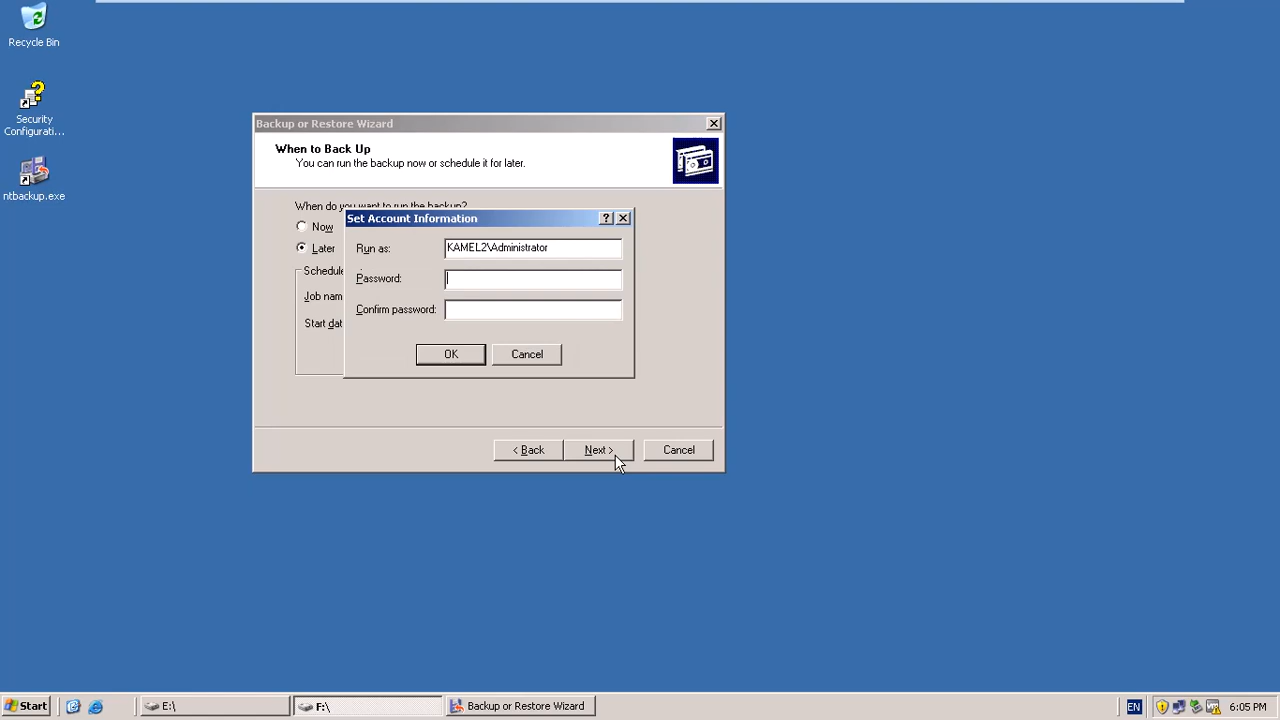 Recycle Bin
Security
Configurati...
ntbackup.exe
Backup or Restore Wizard
When to Back Up
You can run the backup now or schedule it for later.
When do you want to run the backup?
Now
Later
Schedule
Job nam
Start dat
Set Account Information
Run as:
KAMEL2\Administrator
Password:
Confirm password:
OK
Cancel
< Back
Next >
Cancel
Start
E:\
F:\
Backup or Restore Wizard
EN
6:05 PM